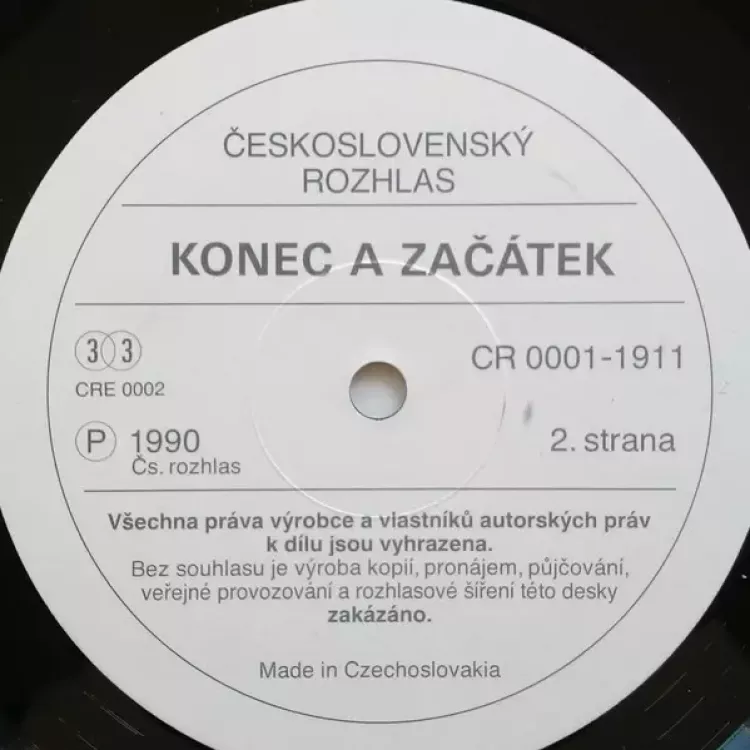 ČESKOSLOVENSKÝ
ROZHLAS
KONEC A ZAČÁTEK
33
CRE 0002
CR 0001-1911
P 1990
Čs. rozhlas
2. strana
Všechna práva výrobce a vlastníků autorských práv
k dílu jsou vyhrazena.
Bez souhlasu je výroba kopií, pronájem, půjčování,
veřejné provozování a rozhlasové šíření této desky
zakázáno.
Made in Czechoslovakia